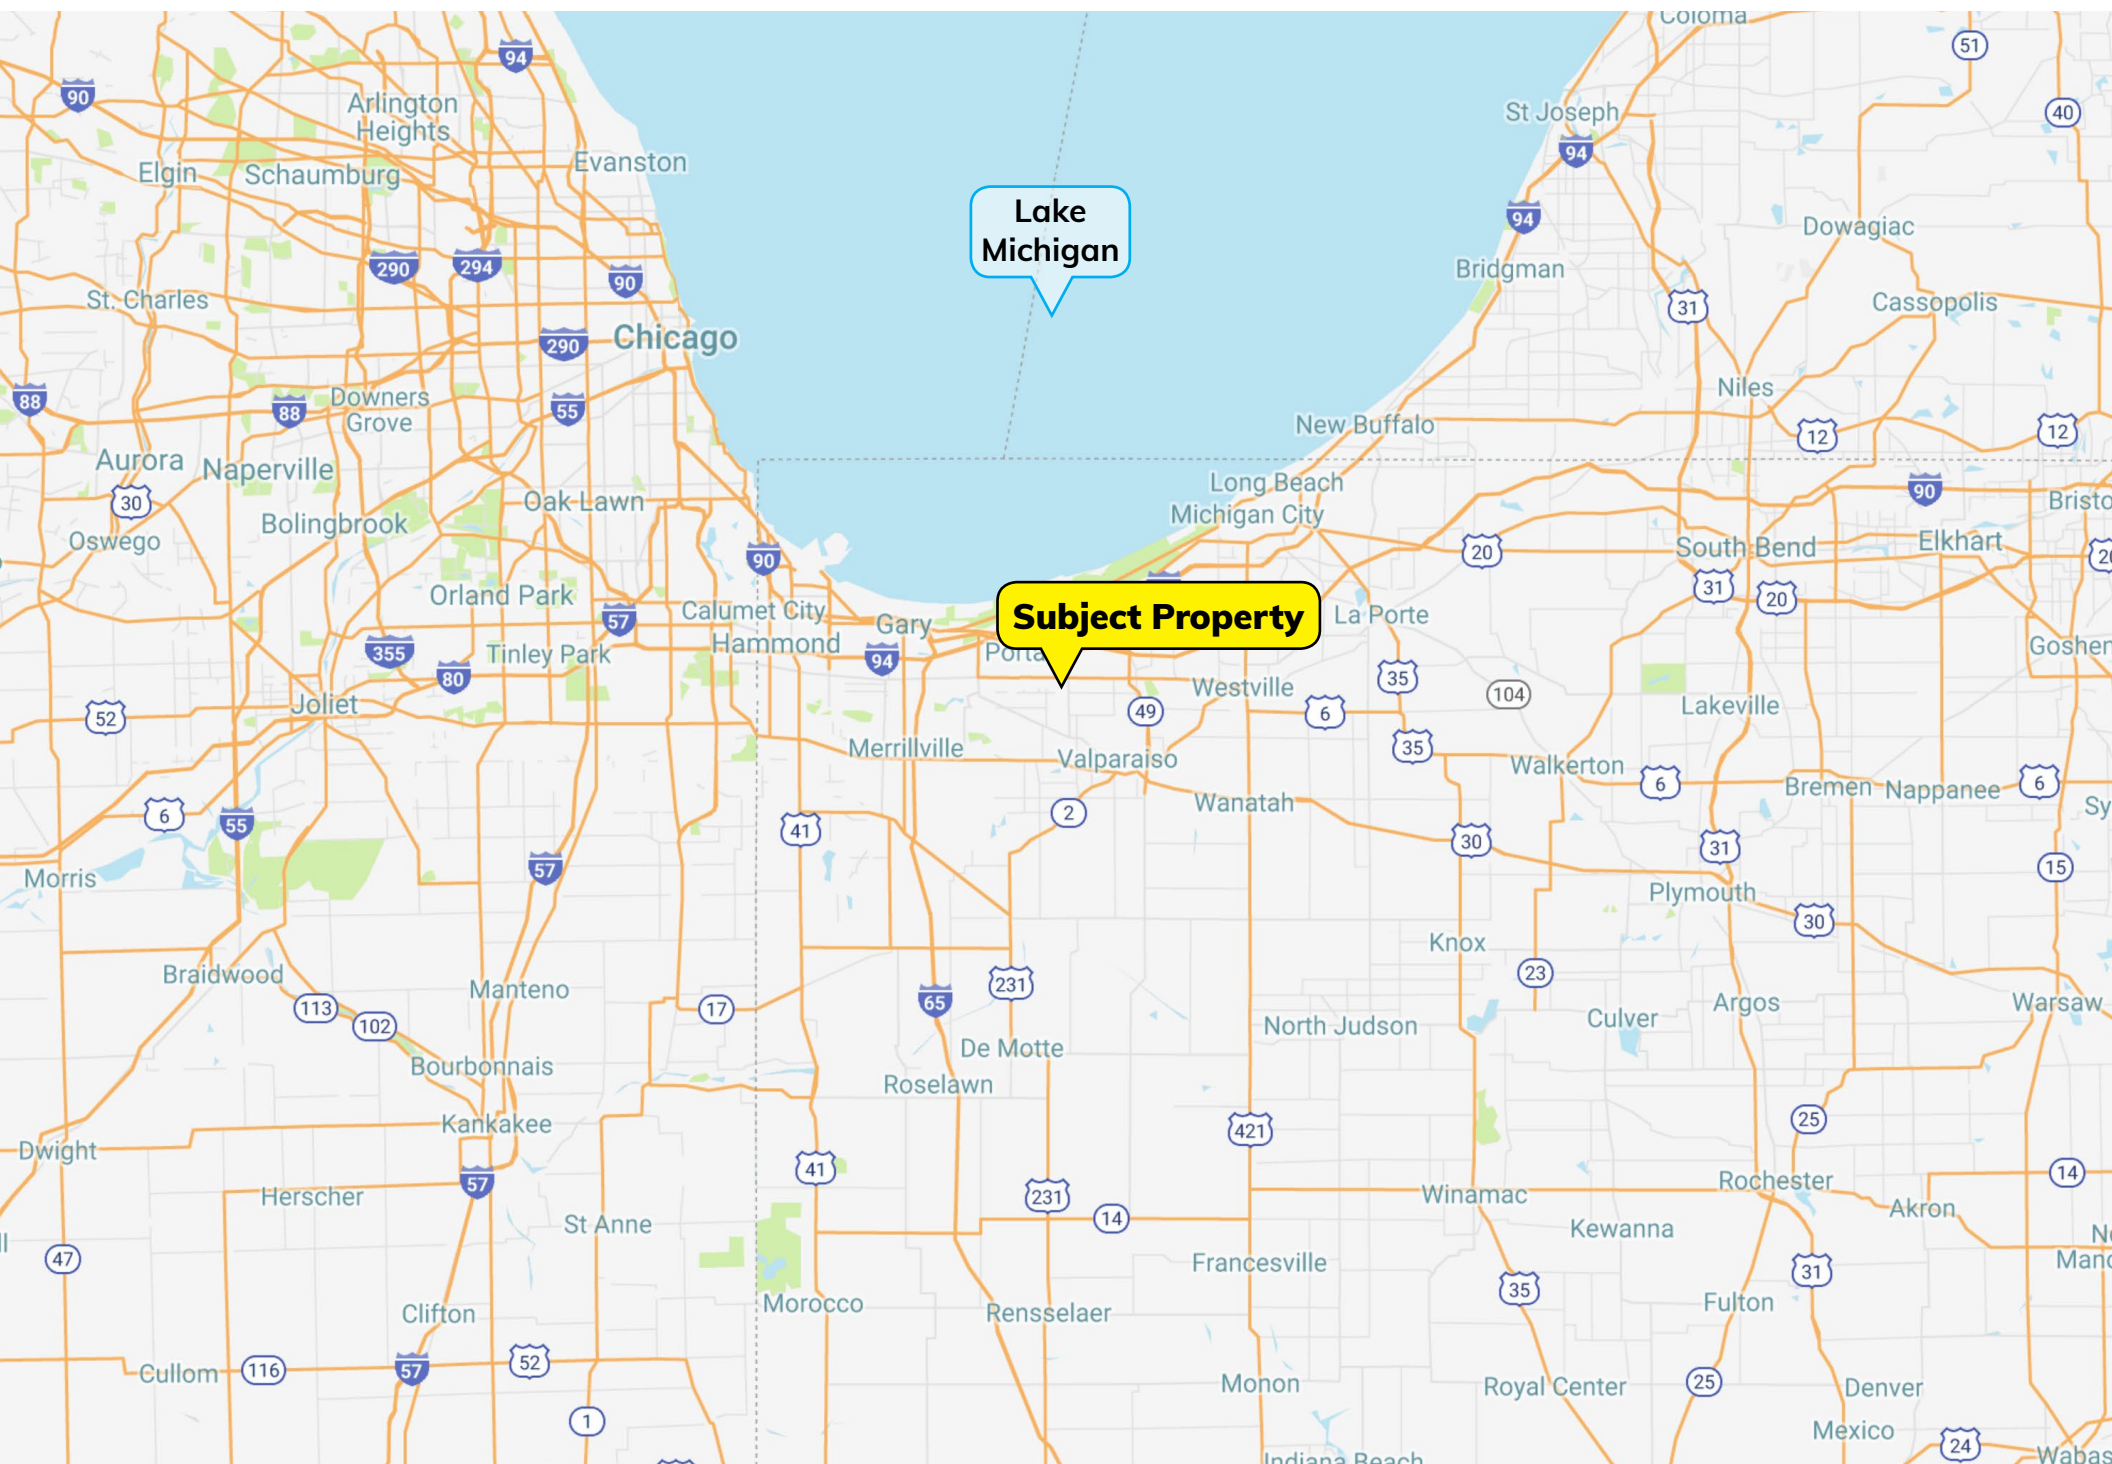 Coloma
51
94
90
Arlington
Heights
40
St Joseph
94
Evanston
Elgin
Schaumburg
Lake
Michigan
94
Dowagiac
290
294
90
Bridgman
St. Charles
31
Cassopolis
Chicago
290
Niles
88
88
Downers
Grove
55
New Buffalo
12
12
Aurora
Naperville
30
Oak Lawn
Long Beach
90
Bristo
Bolingbrook
Michigan City
Oswego
90
20
South Bend
Elkhart
20
Orland Park
57
Calumet City
Gary
Subject Property
La Porte
31
20
355
Tinley Park
Hammond
94
Porta
Goshen
80
Westville
35
104
Joliet
52
49
6
Lakeville
Merrillville
Valparaiso
35
Walkerton
6
Bremen
Nappanee
6
6
55
41
2
Wanatah
30
31
Sy
Morris
57
Plymouth
15
30
Braidwood
Manteno
231
Knox
23
113
102
17
65
North Judson
Culver
Argos
Warsaw
Bourbonnais
De Motte
Roselawn
Kankakee
421
25
Dwight
57
41
Herscher
231
Winamac
Rochester
14
St Anne
14
Kewanna
Akron
47
Francesville
31
N
Manc
Clifton
Morocco
Rensselaer
35
Fulton
Cullom
116
57
52
Monon
Royal Center
25
Denver
1
Mexico
24
Indiana Beach
Wabas